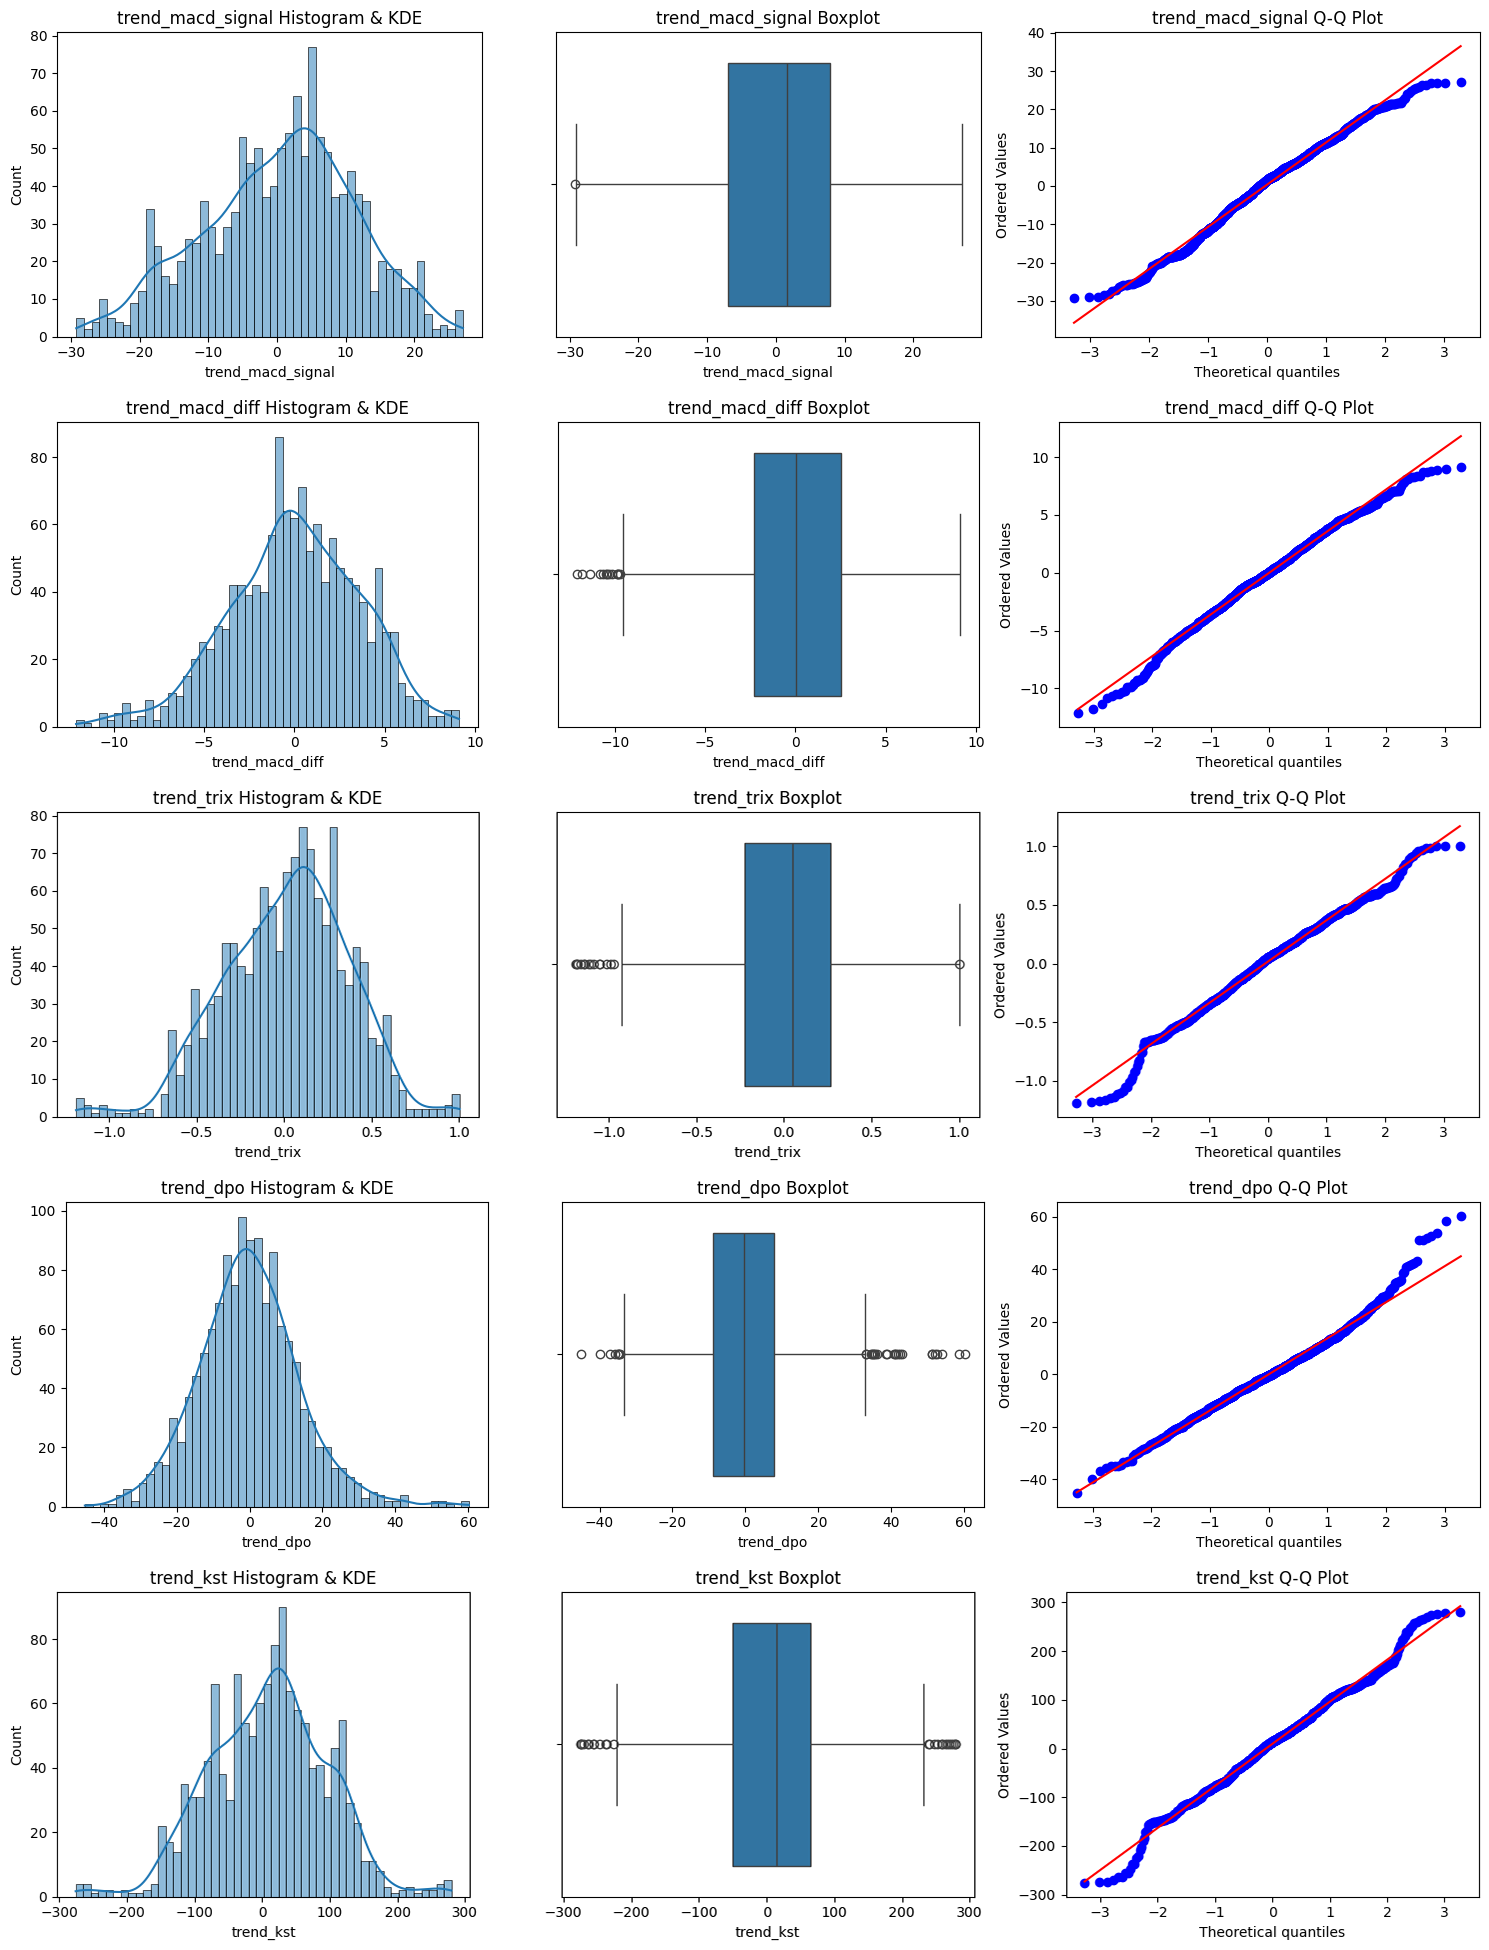 trend_macd_signal Histogram & KDE
80
70
60
50
40
30
20
10
0
Count
−30 −20 −10 0 10 20
trend_macd_signal
trend_macd_signal Boxplot
−30 −20 −10 0 10 20
trend_macd_signal
trend_macd_signal Q-Q Plot
40
30
20
10
0
−10
−20
−30
Ordered Values
−3 −2 −1 0 1 2 3
Theoretical quantiles
trend_macd_diff Histogram & KDE
80
60
40
20
0
Count
−10 −5 0 5 10
trend_macd_diff
trend_macd_diff Boxplot
−10 −5 0 5 10
trend_macd_diff
trend_macd_diff Q-Q Plot
10
5
0
−5
−10
Ordered Values
−3 −2 −1 0 1 2 3
Theoretical quantiles
trend_trix Histogram & KDE
80
70
60
50
40
30
20
10
0
Count
−1.0 −0.5 0.0 0.5 1.0
trend_trix
trend_trix Boxplot
−1.0 −0.5 0.0 0.5 1.0
trend_trix
trend_trix Q-Q Plot
1.0
0.5
0.0
−0.5
−1.0
Ordered Values
−3 −2 −1 0 1 2 3
Theoretical quantiles
trend_dpo Histogram & KDE
100
80
60
40
20
0
Count
−40 −20 0 20 40 60
trend_dpo
trend_dpo Boxplot
−40 −20 0 20 40 60
trend_dpo
trend_dpo Q-Q Plot
60
40
20
0
−20
−40
Ordered Values
−3 −2 −1 0 1 2 3
Theoretical quantiles
trend_kst Histogram & KDE
80
60
40
20
0
Count
−300 −200 −100 0 100 200 300
trend_kst
trend_kst Boxplot
−300 −200 −100 0 100 200 300
trend_kst
trend_kst Q-Q Plot
300
200
100
0
−100
−200
−300
Ordered Values
−3 −2 −1 0 1 2 3
Theoretical quantiles